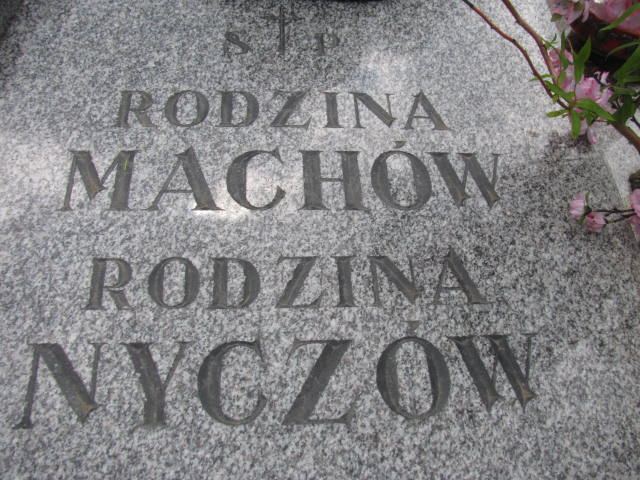 S P
RODZINA
MACHÓW
RODZINA
NYCZÓW